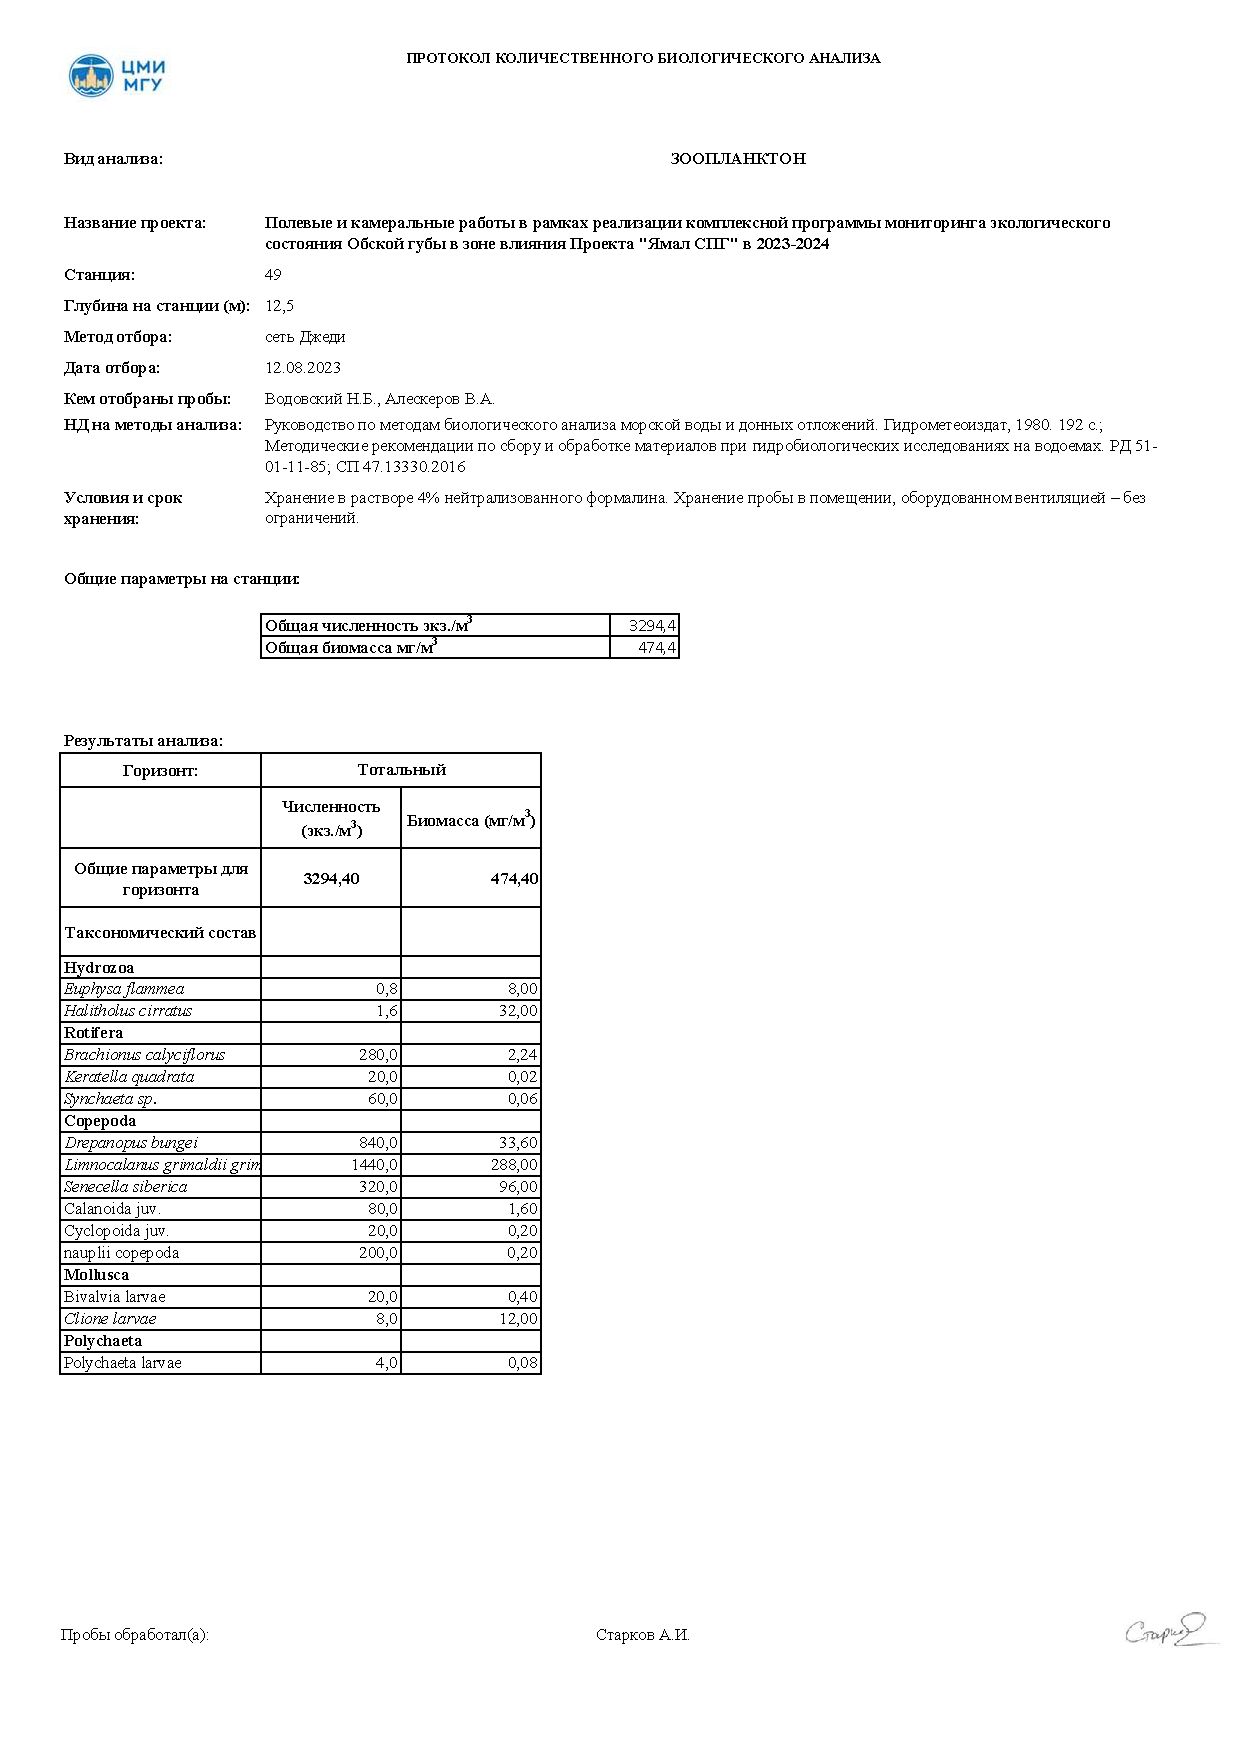 ЦМИ
МГУ
ПРОТОКОЛ КОЛИЧЕСТВЕННОГО БИОЛОГИЧЕСКОГО АНАЛИЗА
Вид анализа: ЗООПЛАНКТОН
Название проекта: Полевые и камеральные работы в рамках реализации комплексной программы мониторинга экологического
состояния Обской губы в зоне влияния Проекта "Ямал СПГ" в 2023-2024
Станция: 49
Глубина на станции (м): 12,5
Метод отбора: сеть Джеди
Дата отбора: 12.08.2023
Кем отобраны пробы: Водовский Н.Б., Алескеров В.А.
НД на методы анализа: Руководство по методам биологического анализа морской воды и донных отложений. Гидрометеоиздат, 1980. 192 с.;
Методические рекомендации по сбору и обработке материалов при гидробиологических исследованиях на водоемах. РД 51-
01-11-85; СП 47.13330.2016
Условия и срок Хранение в растворе 4% нейтрализованного формалина. Хранение пробы в помещении, оборудованном вентиляцией – без
хранения: ограничений.
Общие параметры на станции:
Общая численность экз./м³ 3294,4
Общая биомасса мг/м³ 474,4
Результаты анализа:
Горизонт: Тотальный
Численность
(экз./м³) Биомасса (мг/м³)
Общие параметры для
горизонта 3294,40 474,40
Таксономический состав
Hydrozoa
Euphysa flammea 0,8 8,00
Halitholus cirratus 1,6 32,00
Rotifera
Brachionus calyciflorus 280,0 2,24
Keratella quadrata 20,0 0,02
Synchaeta sp. 60,0 0,06
Copepoda
Drepanopus bungei 840,0 33,60
Limnocalanus grimaldii grim 1440,0 288,00
Senecella siberica 320,0 96,00
Calanoida juv. 80,0 1,60
Cyclopoida juv. 20,0 0,20
nauplii copepoda 200,0 0,20
Mollusca
Bivalvia larvae 20,0 0,40
Clione larvae 8,0 12,00
Polychaeta
Polychaeta larvae 4,0 0,08
Пробы обработал(а): Старков А.И.